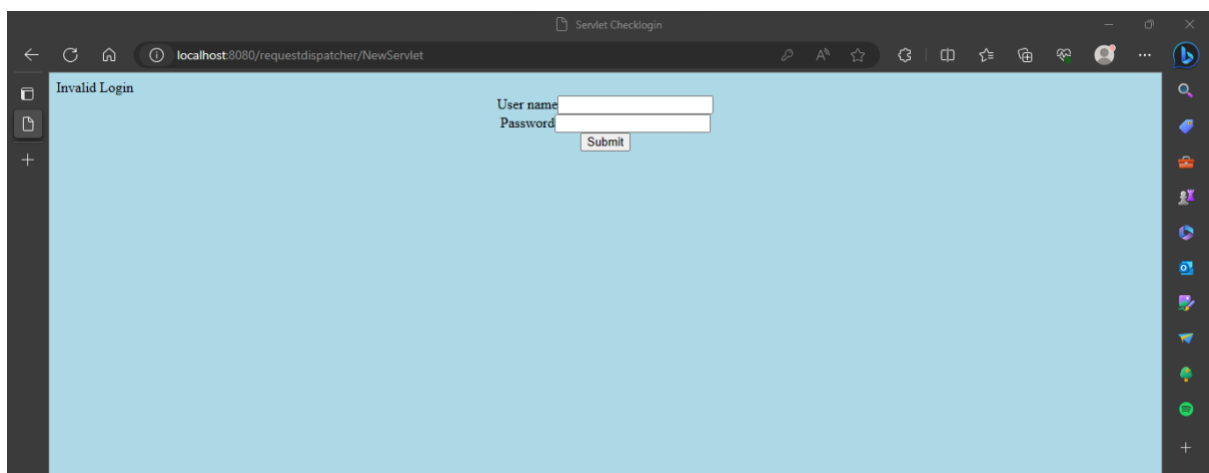 Servlet Checklogin
localhost:8080/requestdispatcher/NewServlet
Invalid Login
User name
Password
Submit